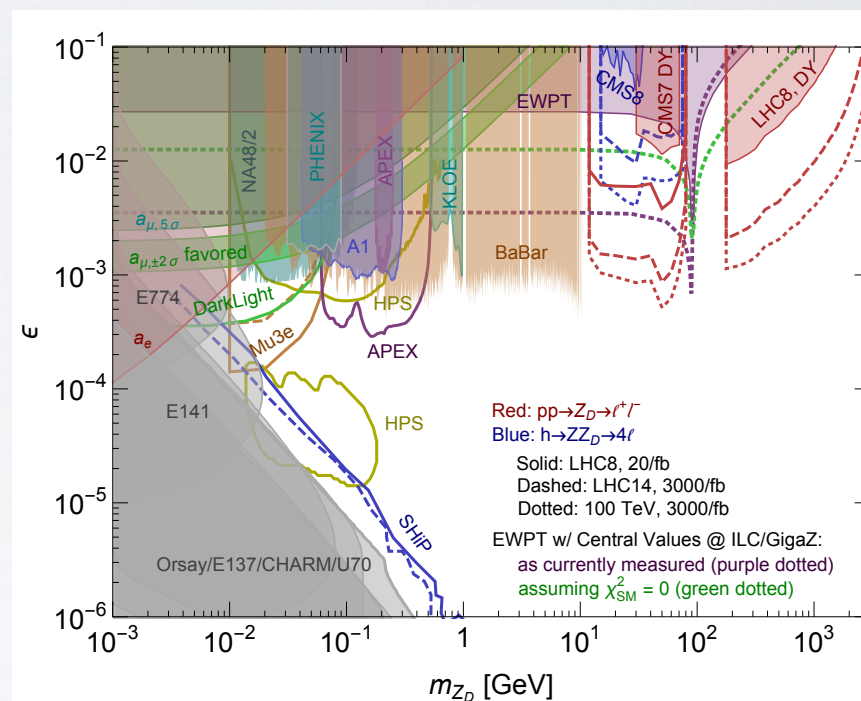 10⁻¹
10⁻²
10⁻³
10⁻⁴
10⁻⁵
10⁻⁶
ϵ
NA48/2
PHENIX
APEX
KLOE
EWPT
CMS8
CMS7 DY
LHC8, DY
a_μ,5σ
a_μ,±2σ favored
A1
BaBar
E774
DarkLight
HPS
a_e
Mu3e
APEX
E141
HPS
SHiP
Orsay/E137/CHARM/U70
Red: pp→Z_D→ℓ⁺ℓ⁻
Blue: h→ZZ_D→4ℓ
Solid: LHC8, 20/fb
Dashed: LHC14, 3000/fb
Dotted: 100 TeV, 3000/fb
EWPT w/ Central Values @ ILC/GigaZ:
as currently measured (purple dotted)
assuming χ²_SM = 0 (green dotted)
10⁻³ 10⁻² 10⁻¹ 1 10¹ 10² 10³
m_Z_D [GeV]